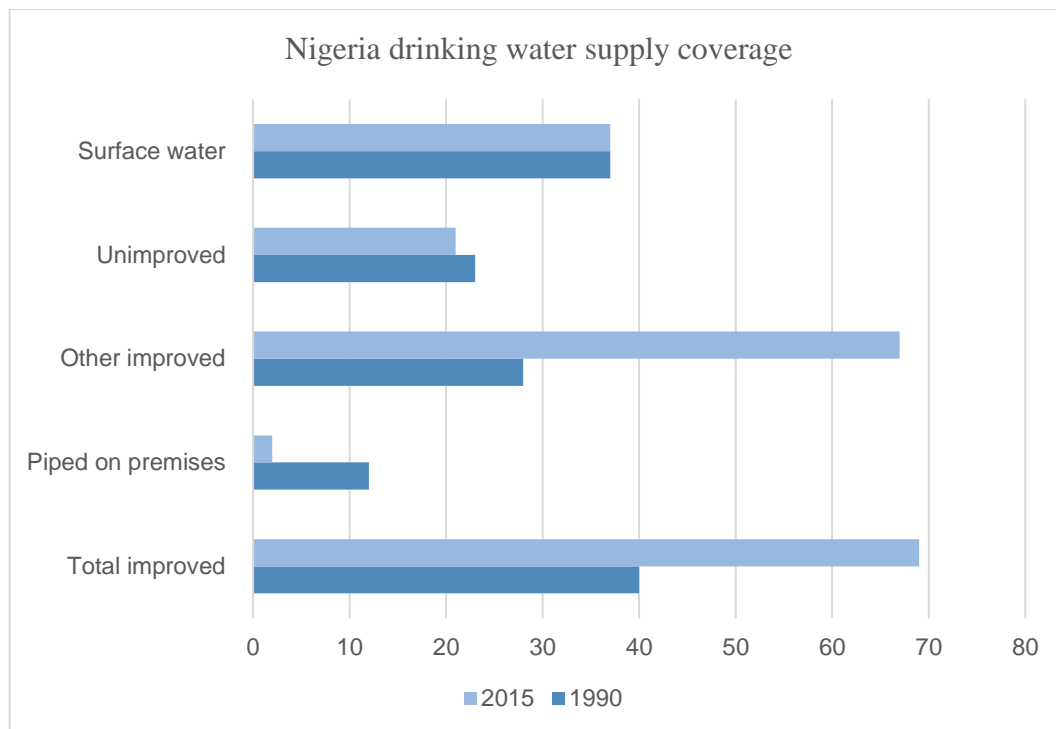 Nigeria drinking water supply coverage
Surface water
Unimproved
Other improved
Piped on premises
Total improved
0 10 20 30 40 50 60 70 80
2015 1990